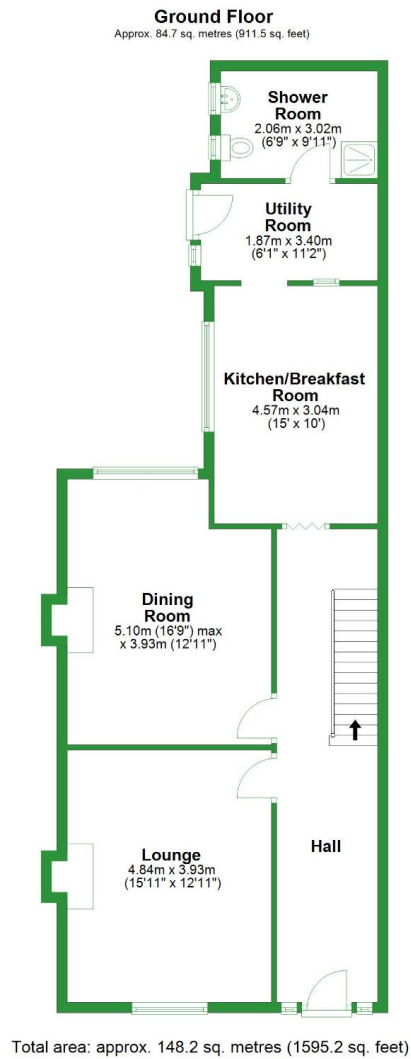 Ground Floor
Approx. 84.7 sq. metres (911.5 sq. feet)
Shower
Room
2.06m x 3.02m
(6'9" x 9'11")
Utility
Room
1.87m x 3.40m
(6'1" x 11'2")
Kitchen/Breakfast
Room
4.57m x 3.04m
(15' x 10')
Dining
Room
5.10m (16'9") max
x 3.93m (12'11")
Lounge
4.84m x 3.93m
(15'11" x 12'11")
Hall
Total area: approx. 148.2 sq. metres (1595.2 sq. feet)